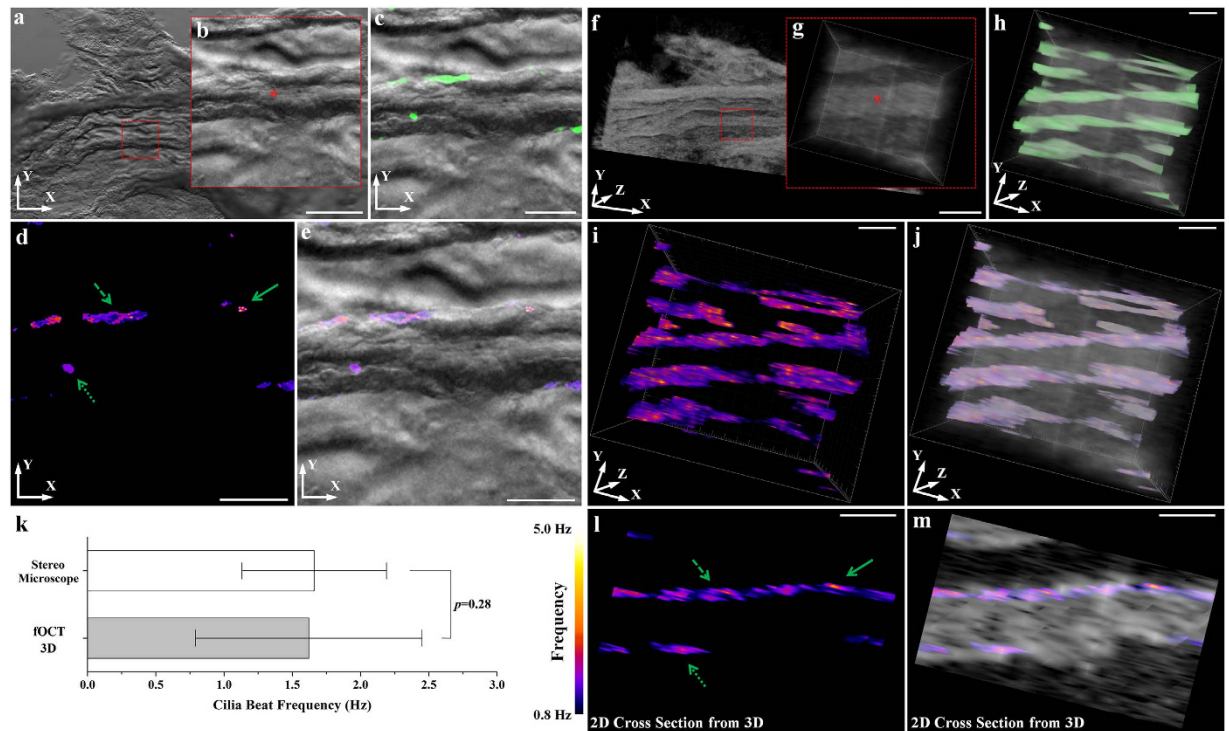 a
b
c
Y
X
Y
X
d
e
Y
X
Y
X
f
g
h
Y
Z
X
Y
Z
X
i
j
Y
Z
X
Y
Z
X
k
Stereo
Microscope
fOCT
3D
p=0.28
0.0 0.5 1.0 1.5 2.0 2.5 3.0
Cilia Beat Frequency (Hz)
5.0 Hz
Frequency
0.8 Hz
l
2D Cross Section from 3D
m
2D Cross Section from 3D